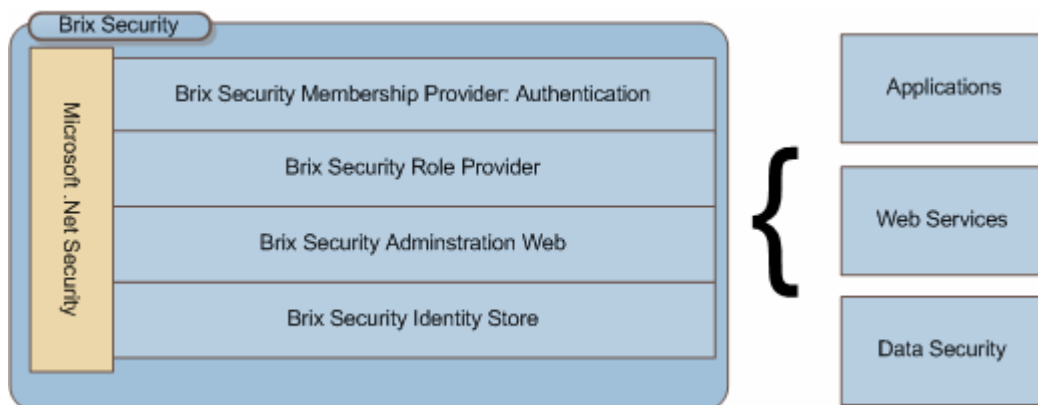 Brix Security
Microsoft .Net Security
Brix Security Membership Provider: Authentication
Brix Security Role Provider
Brix Security Adminstration Web
Brix Security Identity Store
Applications
Web Services
Data Security